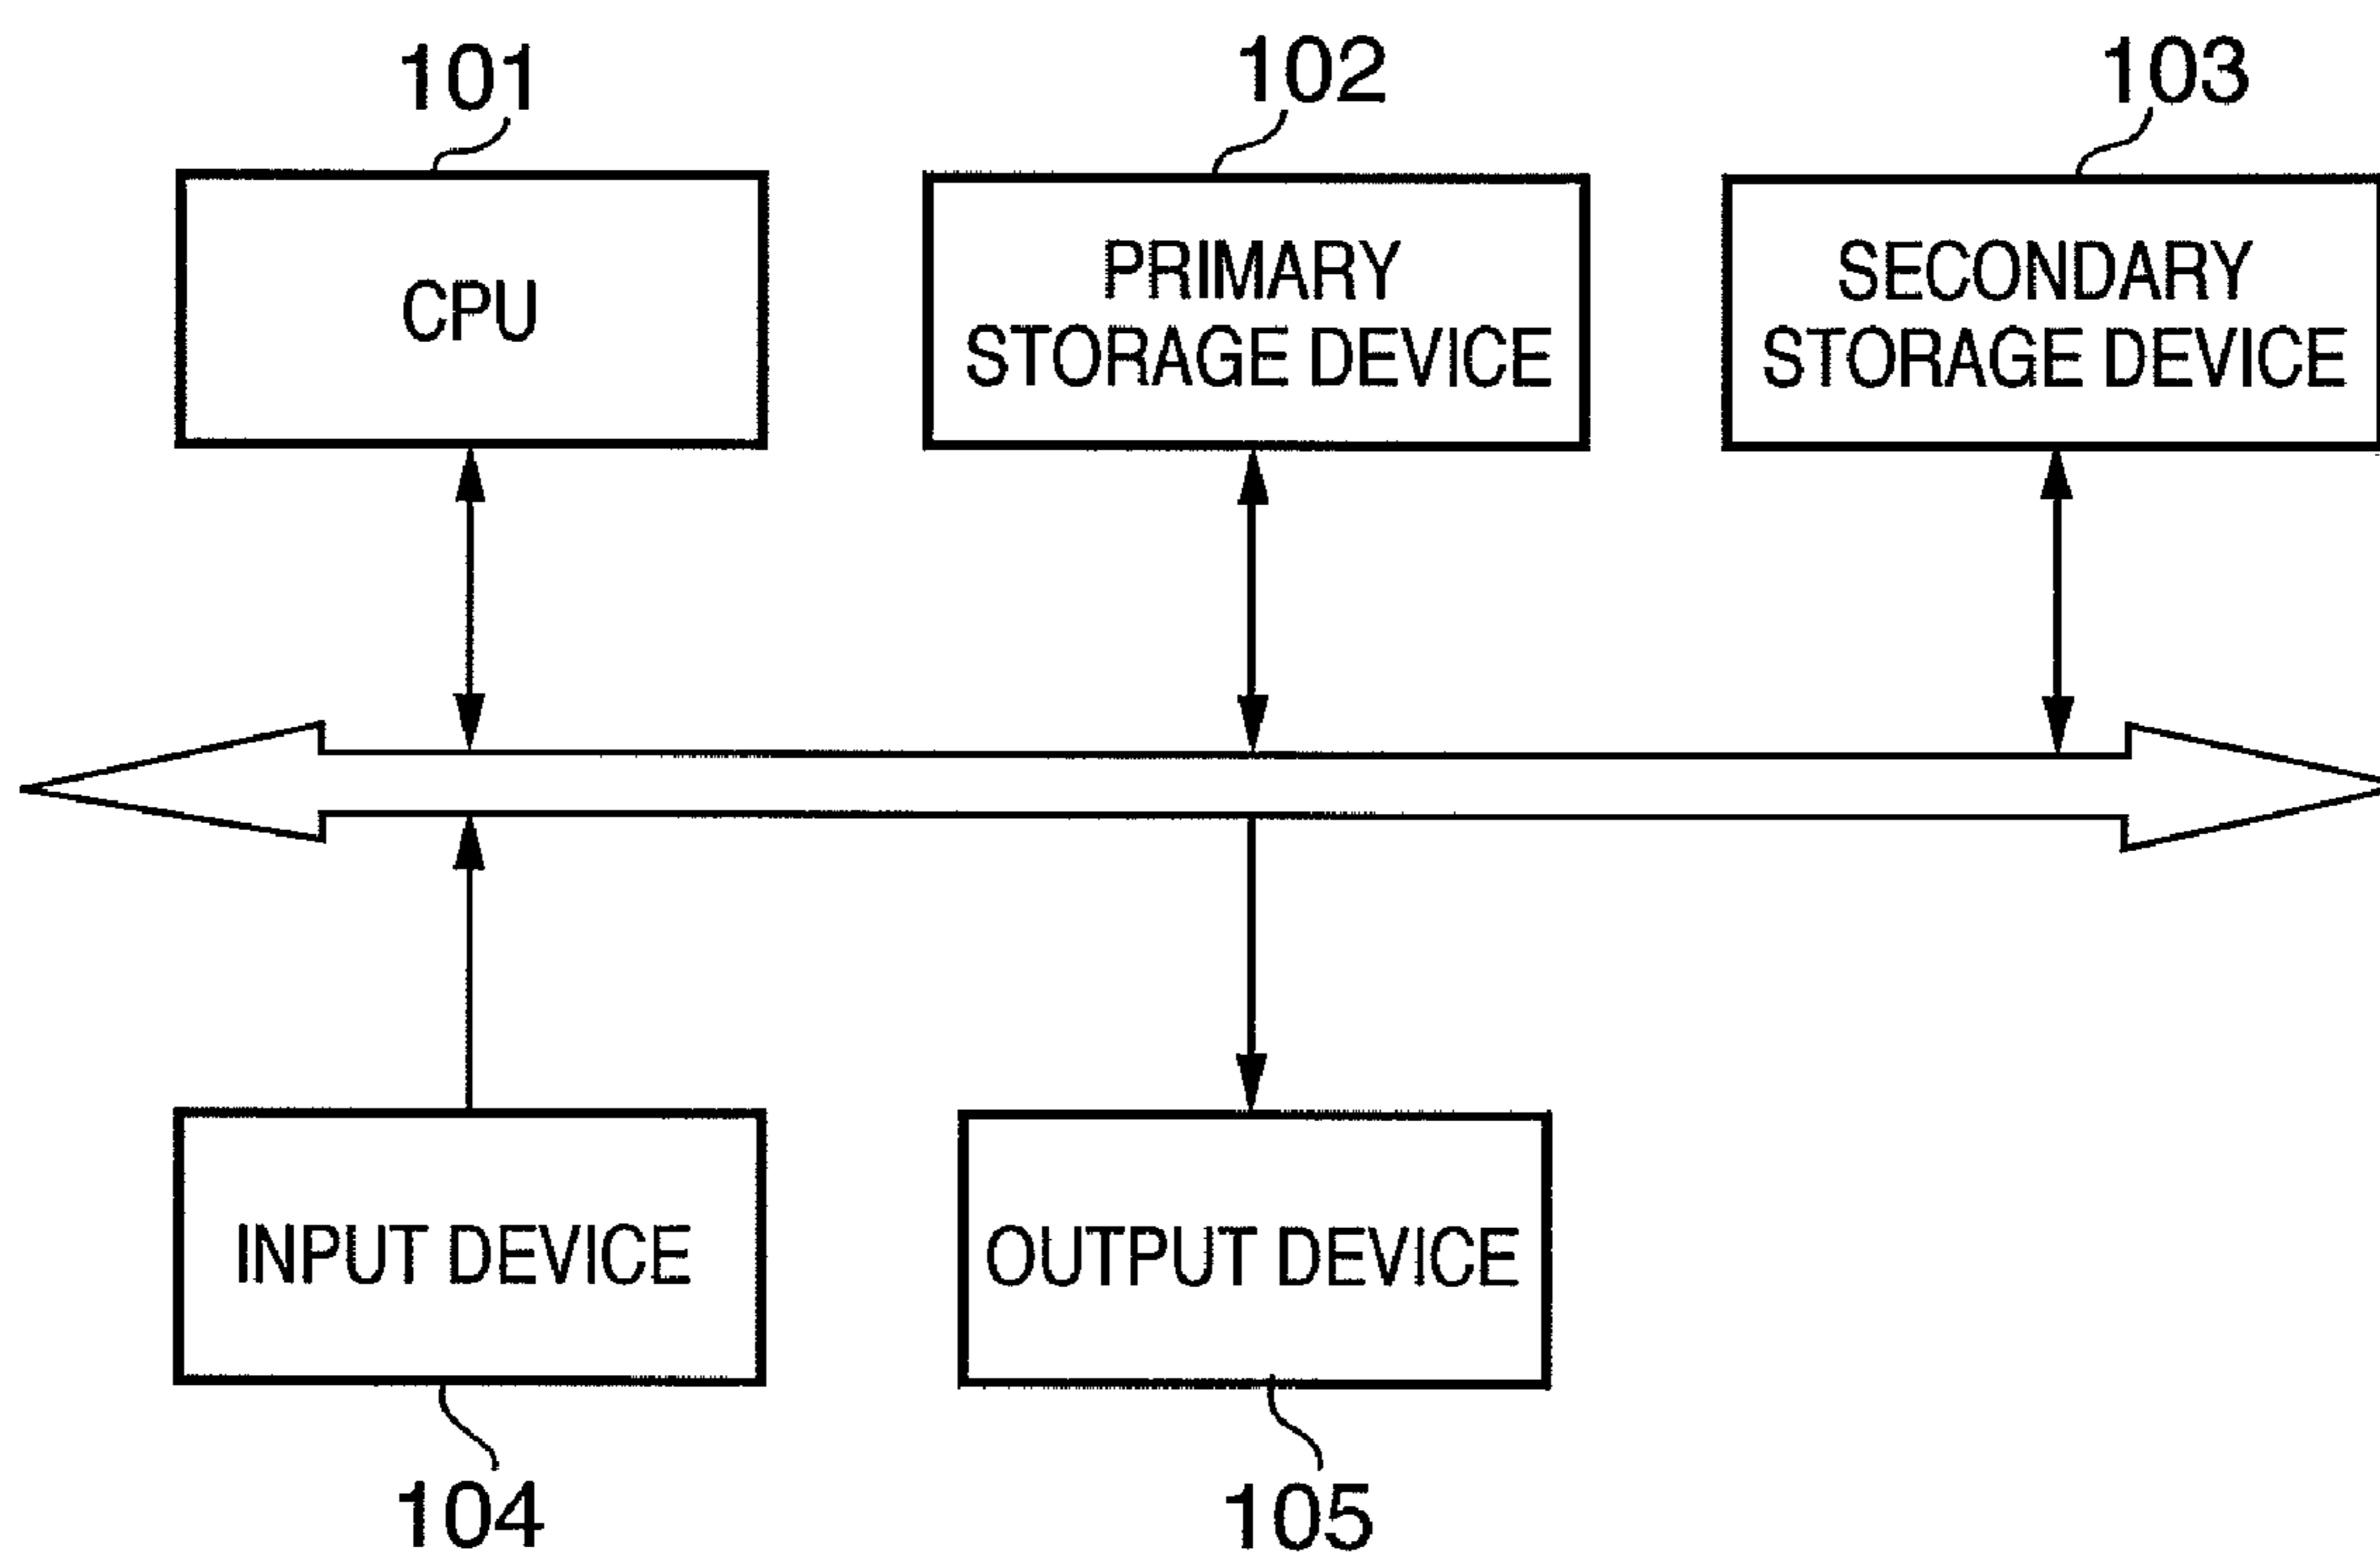 101
102
103
CPU
PRIMARY
STORAGE DEVICE
SECONDARY
STORAGE DEVICE
INPUT DEVICE
OUTPUT DEVICE
104
105